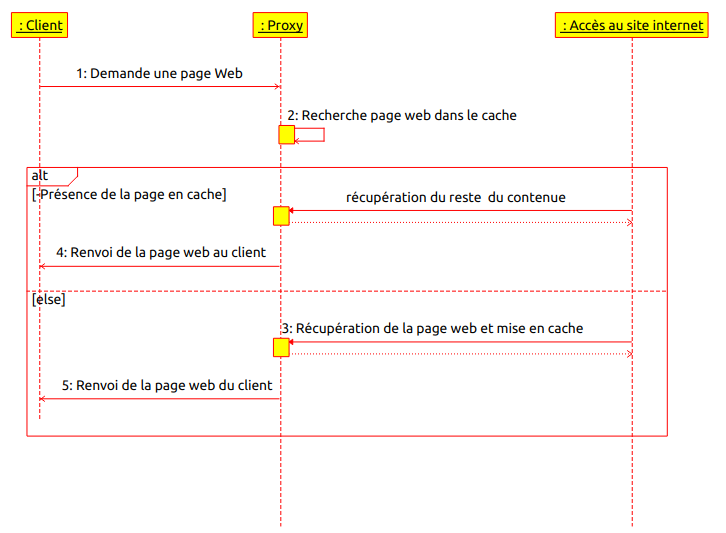 : Client
: Proxy
: Accès au site internet
1: Demande une page Web
2: Recherche page web dans le cache
alt
[-Présence de la page en cache]
récupération du reste  du contenue
4: Renvoi de la page web au client
[else]
3: Récupération de la page web et mise en cache
5: Renvoi de la page web du client